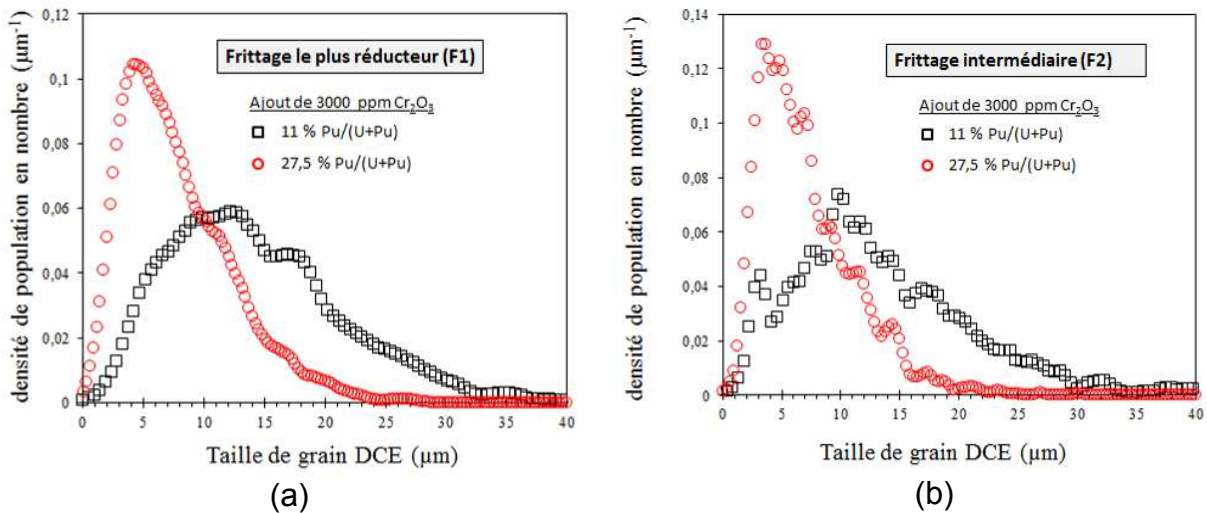 densité de population en nombre (µm⁻¹)
0,12
0,1
0,08
0,06
0,04
0,02
0
Frittage le plus réducteur (F1)
Ajout de 3000 ppm Cr₂O₃
11 % Pu/(U+Pu)
27,5 % Pu/(U+Pu)
0 5 10 15 20 25 30 35 40
Taille de grain DCE (µm)
(a)
densité de population en nombre (µm⁻¹)
0,14
0,12
0,10
0,08
0,06
0,04
0,02
0
Frittage intermédiaire (F2)
Ajout de 3000 ppm Cr₂O₃
11 % Pu/(U+Pu)
27,5 % Pu/(U+Pu)
0 5 10 15 20 25 30 35 40
Taille de grain DCE (µm)
(b)